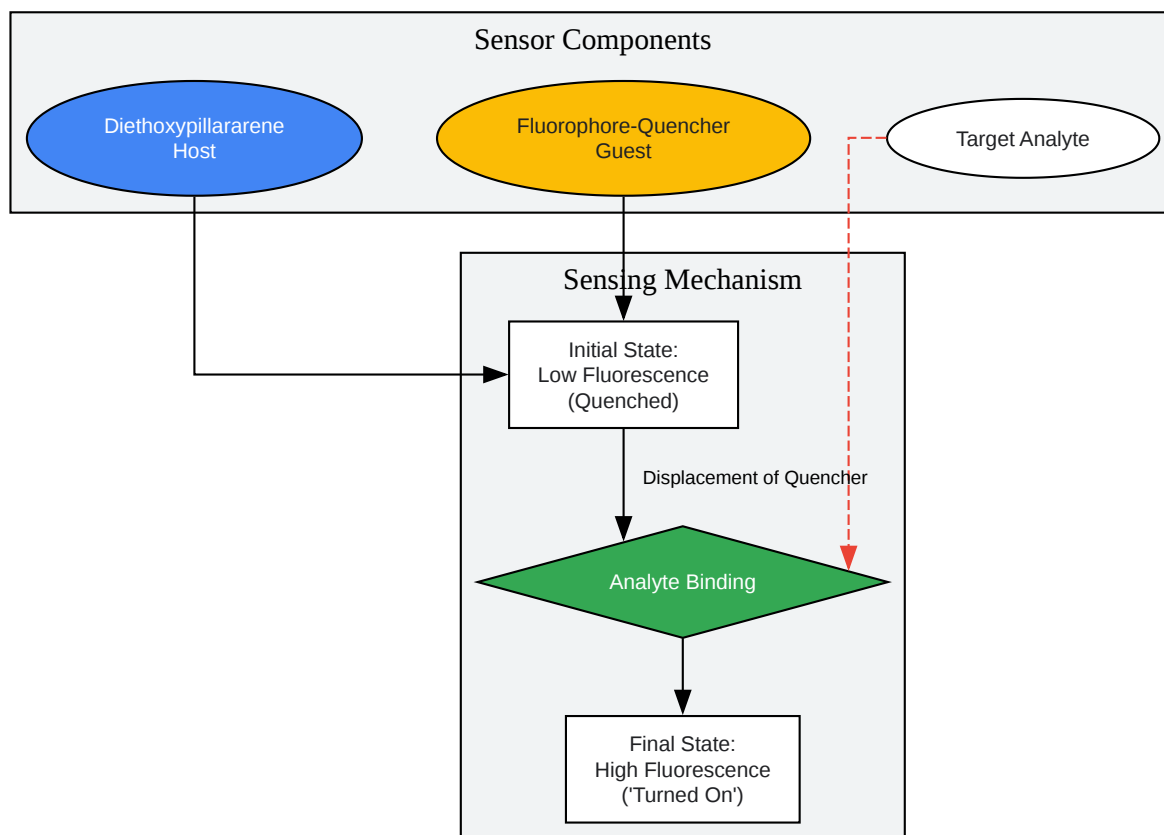 Sensor Components
Diethoxypillararene
Host
Fluorophore-Quencher
Guest
Target Analyte
Sensing Mechanism
Initial State:
Low Fluorescence
(Quenched)
Displacement of Quencher
Analyte Binding
Final State:
High Fluorescence
('Turned On')